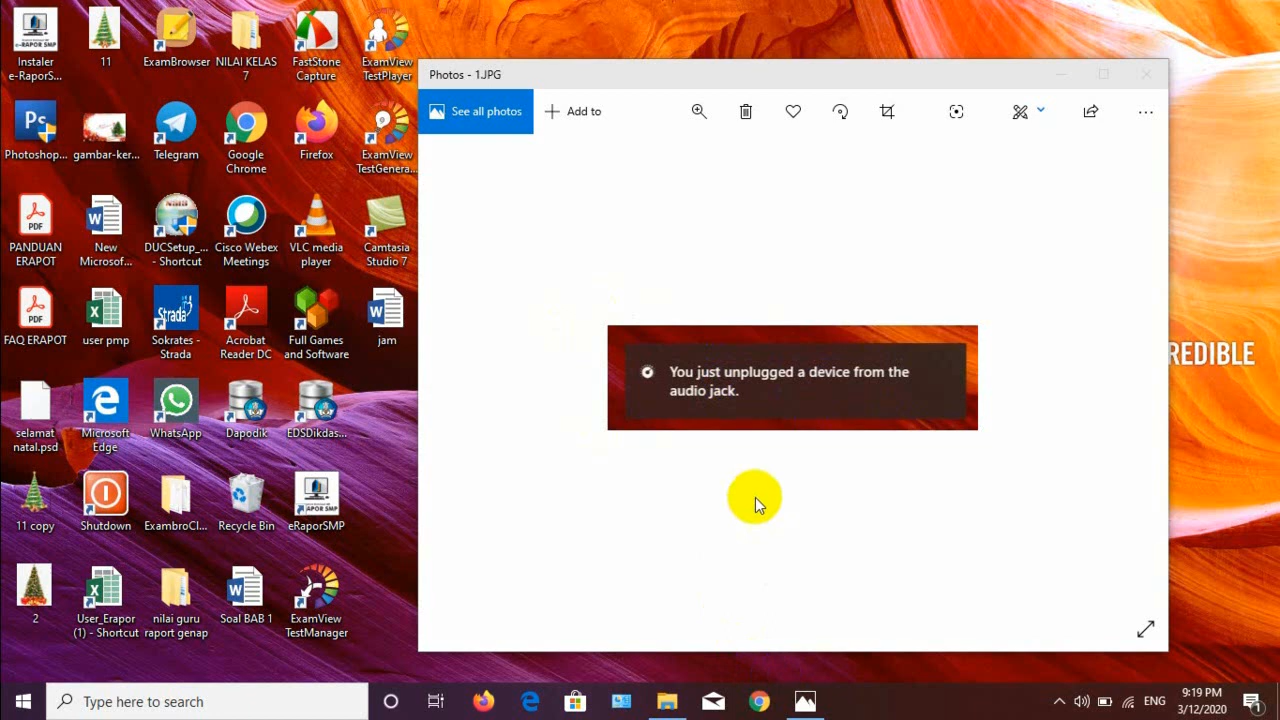 Instaler
e-RaporS...
11
ExamBrowser
NILAI KELAS
7
FastStone
Capture
ExamView
TestPlayer
Photoshop...
gambar-ker...
Telegram
Google
Chrome
Firefox
ExamView
TestGenera...
PDF
PANDUAN
ERAPOT
New
Microsof...
DUCSetup_...
- Shortcut
Cisco Webex
Meetings
VLC media
player
Camtasia
Studio 7
PDF
FAQ ERAPOT
user pmp
Strada
Sokrates -
Strada
Acrobat
Reader DC
Full Games
and Software
jam
selamat
natal.psd
Microsoft
Edge
WhatsApp
Dapodik
EDSDikdas...
11 copy
Shutdown
ExambroCl...
Recycle Bin
eRaporSMP
2
User_Erapor
(1) - Shortcut
nilai guru
raport genap
Soal BAB 1
ExamView
TestManager
Photos - 1.JPG
See all photos
Add to
You just unplugged a device from the
audio jack.
REDIBLE
Type here to search
ENG
9:19 PM
3/12/2020
1